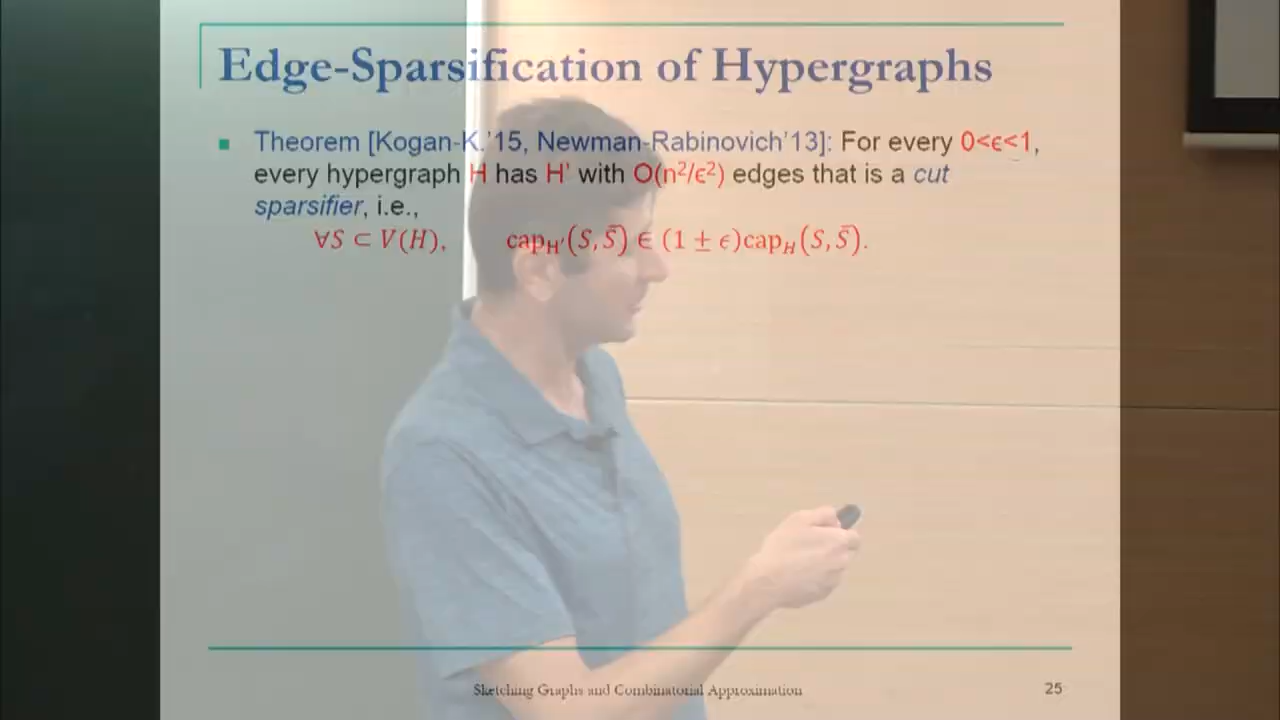 Edge-Sparsification of Hypergraphs
Theorem [Kogan-K.'15, Newman-Rabinovich'13]: For every 0<ϵ<1,
every hypergraph H has H' with O(n²/ϵ²) edges that is a cut
sparsifier, i.e.,
∀S ⊂ V(H), cap_H'(S, S̄) ∈ (1 ± ϵ)cap_H(S, S̄).
Sketching Graphs and Combinatorial Approximation
25